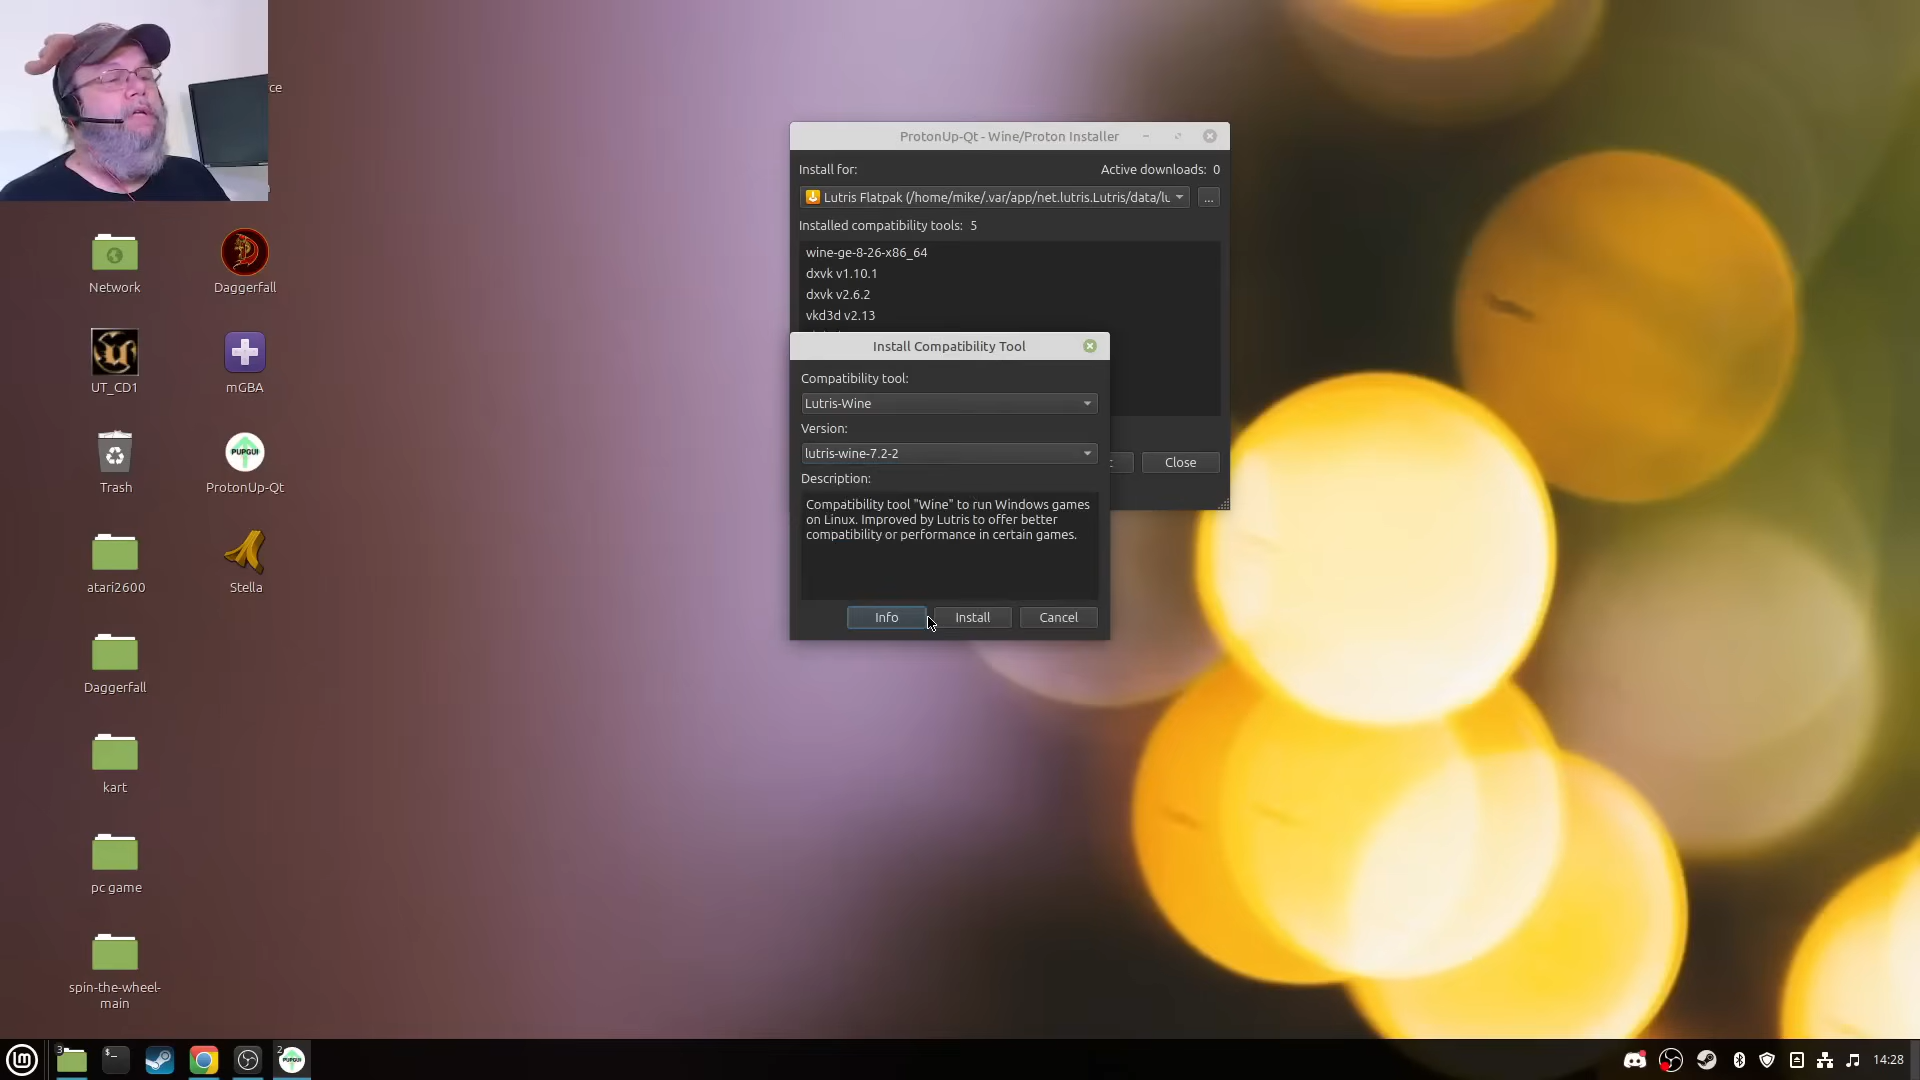 ce
ProtonUp-Qt - Wine/Proton Installer
Install for:
Active downloads: 0
Lutris Flatpak (/home/mike/.var/app/net.lutris.Lutris/data/lu
...
Installed compatibility tools: 5
wine-ge-8-26-x86_64
dxvk v1.10.1
dxvk v2.6.2
vkd3d v2.13
Close
Install Compatibility Tool
Compatibility tool:
Lutris-Wine
Version:
lutris-wine-7.2-2
Description:
Compatibility tool "Wine" to run Windows games
on Linux. Improved by Lutris to offer better
compatibility or performance in certain games.
Info
Install
Cancel
Network
Daggerfall
UT_CD1
mGBA
Trash
PUPGUI
ProtonUp-Qt
atari2600
Stella
Daggerfall
kart
pc game
spin-the-wheel-
main
3
$_
2
PUPGUI
14:28